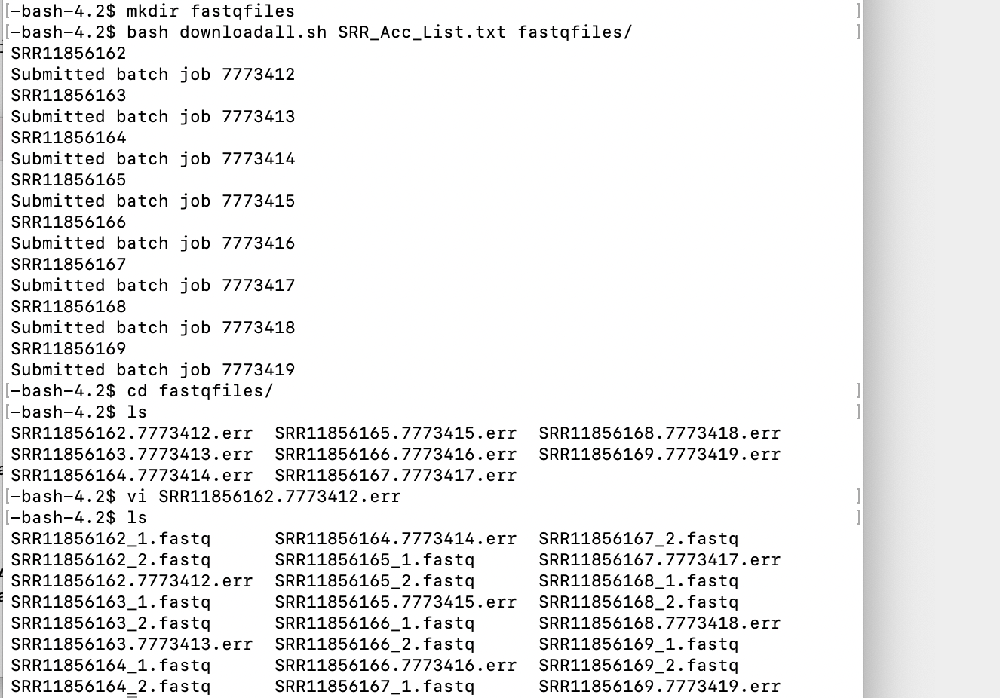 [-bash-4.2$ mkdir fastqfiles ]
[-bash-4.2$ bash downloadall.sh SRR_Acc_List.txt fastqfiles/ ]
SRR11856162
Submitted batch job 7773412
SRR11856163
Submitted batch job 7773413
SRR11856164
Submitted batch job 7773414
SRR11856165
Submitted batch job 7773415
SRR11856166
Submitted batch job 7773416
SRR11856167
Submitted batch job 7773417
SRR11856168
Submitted batch job 7773418
SRR11856169
Submitted batch job 7773419
[-bash-4.2$ cd fastqfiles/ ]
[-bash-4.2$ ls ]
SRR11856162.7773412.err SRR11856165.7773415.err SRR11856168.7773418.err
SRR11856163.7773413.err SRR11856166.7773416.err SRR11856169.7773419.err
SRR11856164.7773414.err SRR11856167.7773417.err
[-bash-4.2$ vi SRR11856162.7773412.err ]
[-bash-4.2$ ls ]
SRR11856162_1.fastq SRR11856164.7773414.err SRR11856167_2.fastq
SRR11856162_2.fastq SRR11856165_1.fastq SRR11856167.7773417.err
SRR11856162.7773412.err SRR11856165_2.fastq SRR11856168_1.fastq
SRR11856163_1.fastq SRR11856165.7773415.err SRR11856168_2.fastq
SRR11856163_2.fastq SRR11856166_1.fastq SRR11856168.7773418.err
SRR11856163.7773413.err SRR11856166_2.fastq SRR11856169_1.fastq
SRR11856164_1.fastq SRR11856166.7773416.err SRR11856169_2.fastq
SRR11856164_2.fastq SRR11856167_1.fastq SRR11856169.7773419.err